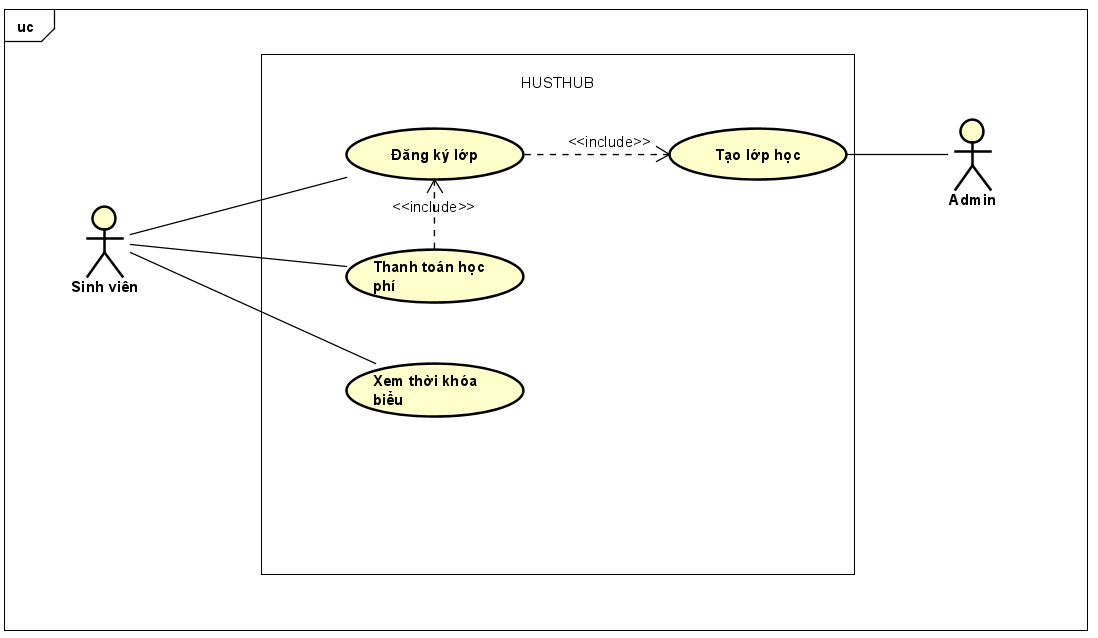 uc
HUSTHUB
Đăng ký lớp
<<include>>
Tạo lớp học
Admin
<<include>>
Thanh toán học
phí
Sinh viên
Xem thời khóa
biểu